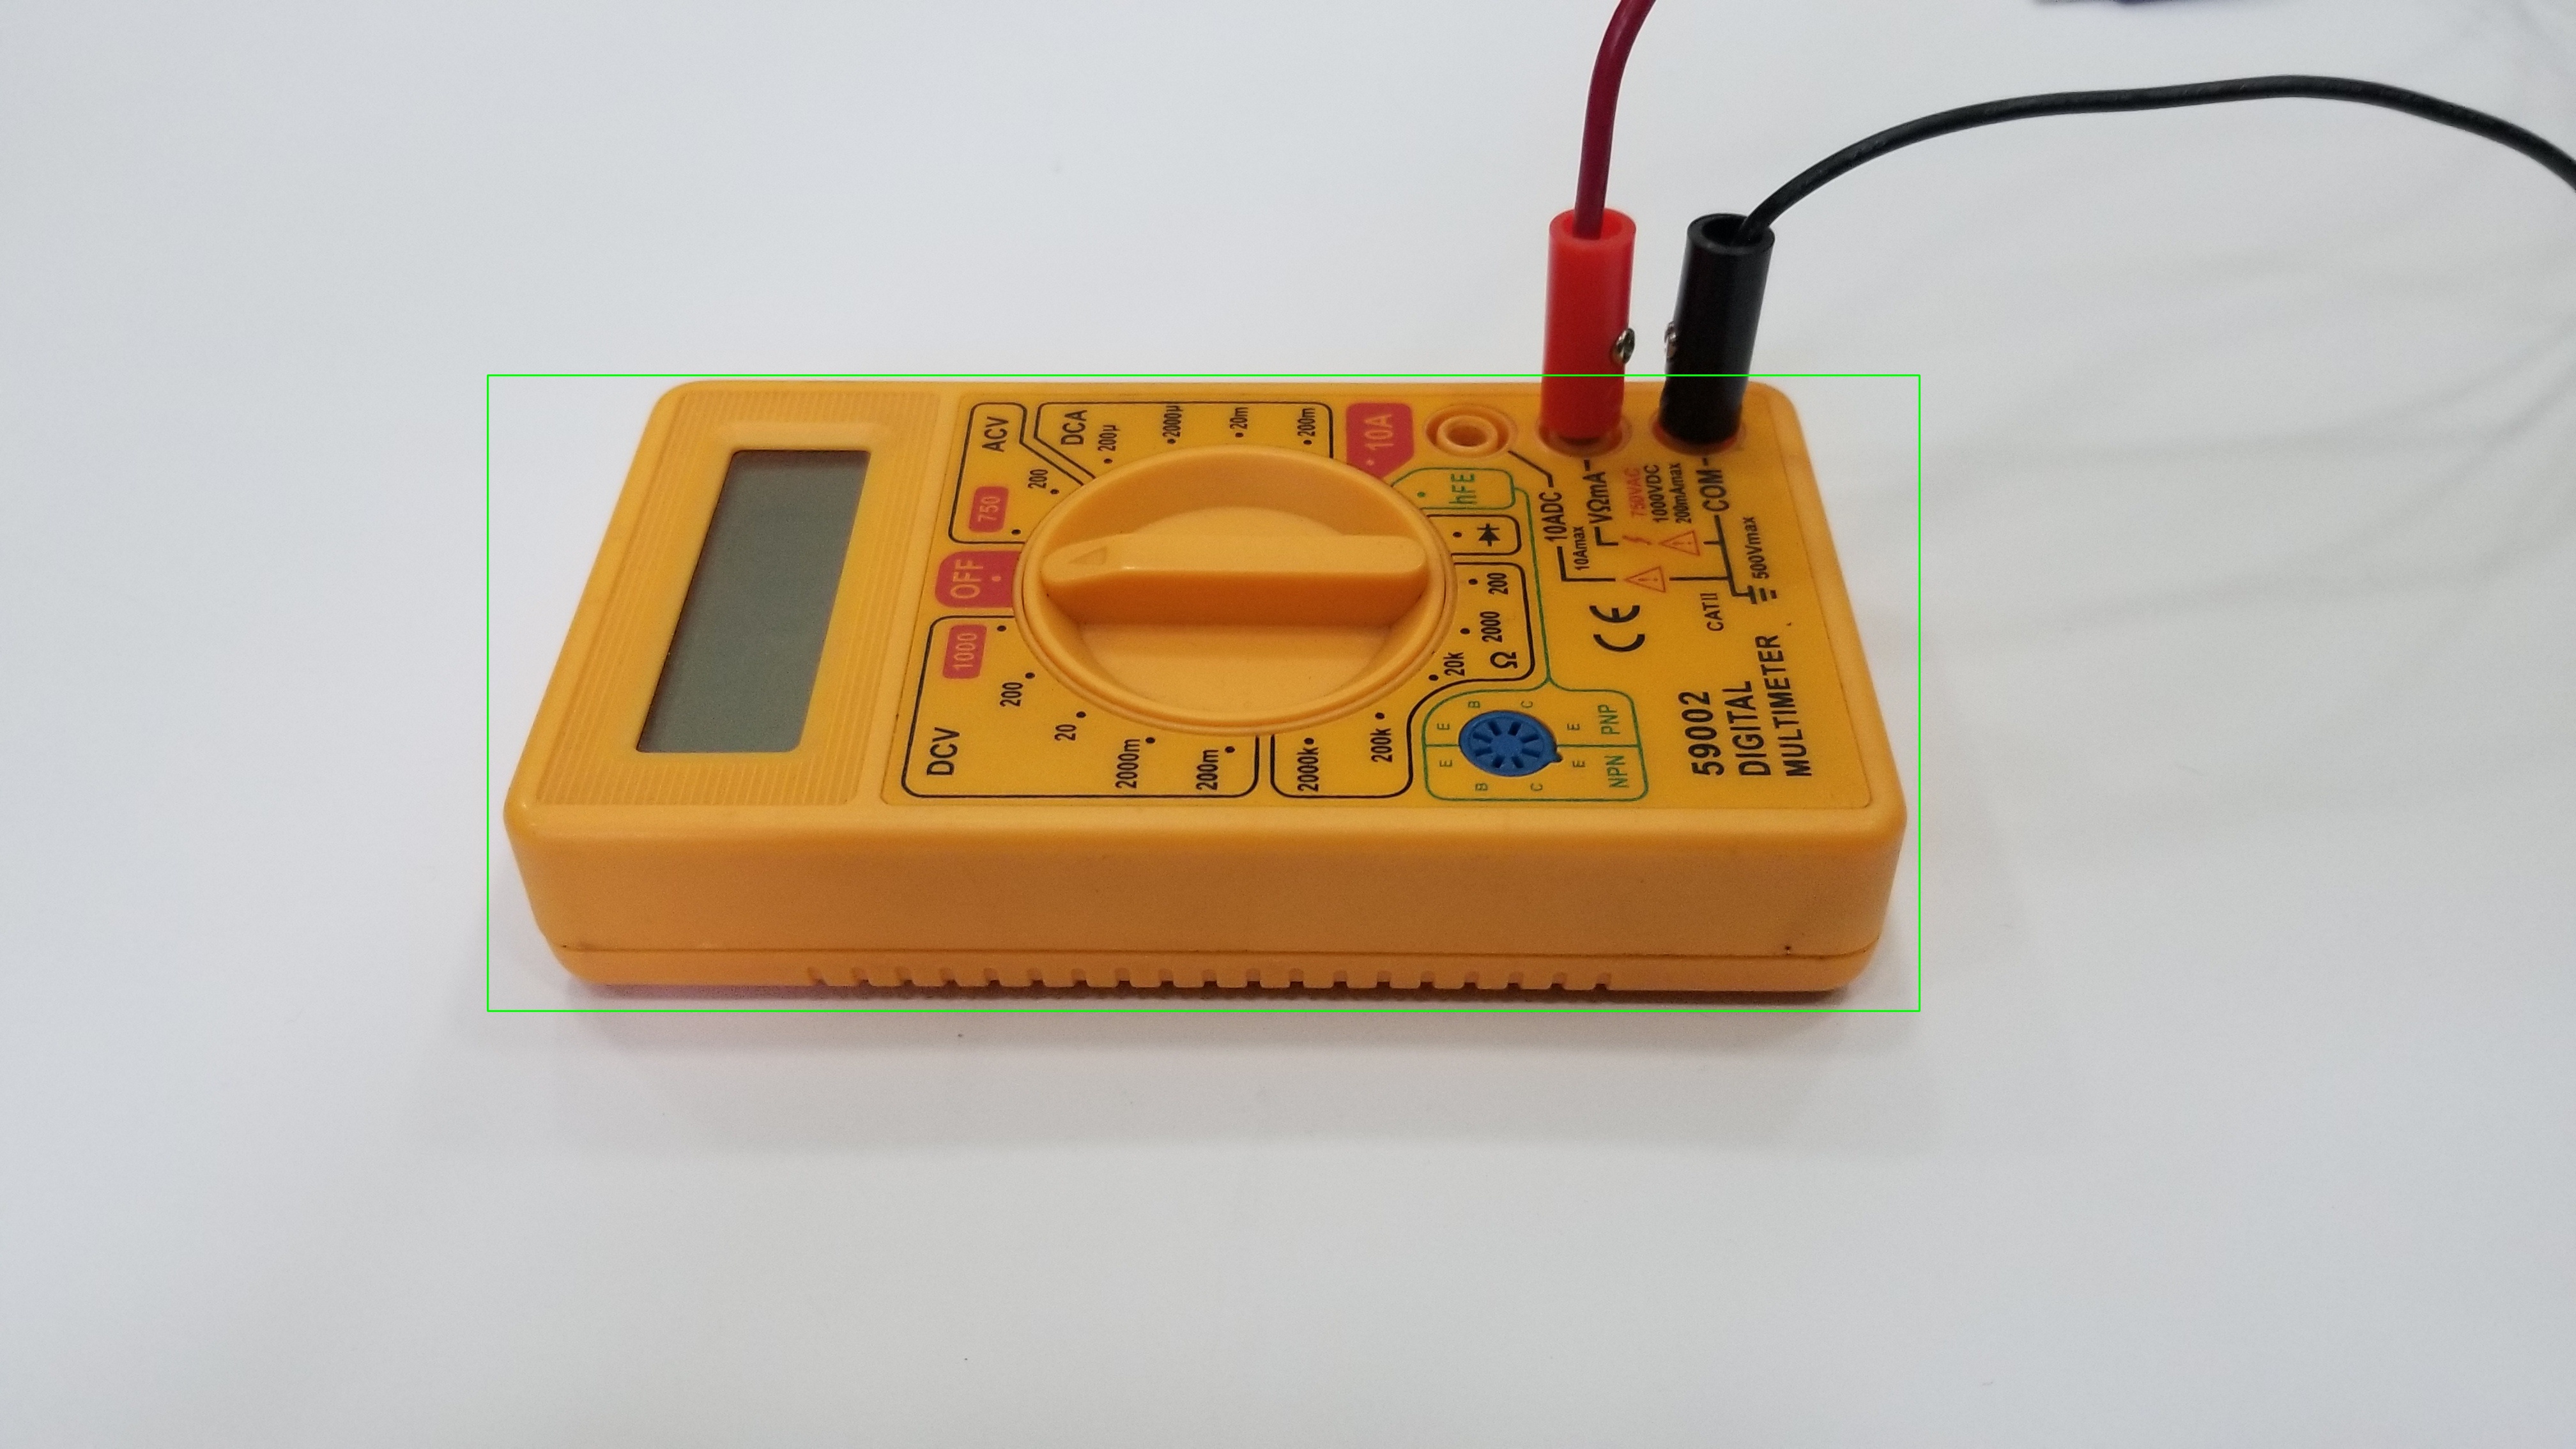 OFF
750
200
ACV
DCA
200µ
2000µ
20m
200m
10A
hFE
200
2000
20k
Ω
200k
2000k
200m
2000m
20
200
1000
DCV
10ADC
10Amax
VΩmA
750VAC
1000VDC
200mAmax
COM
500Vmax
CATII
CE
E B C E
PNP
E B C E
NPN
59002
DIGITAL
MULTIMETER